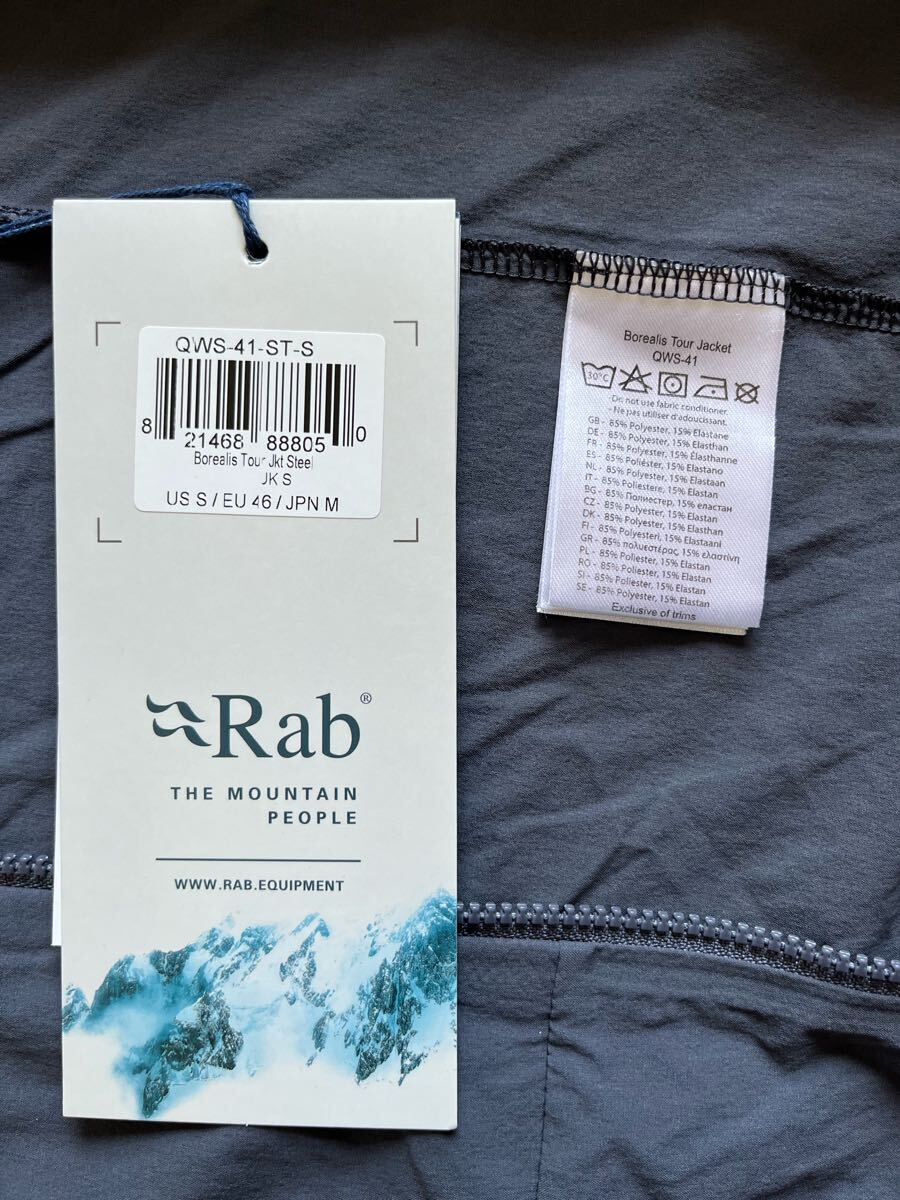 QWS-41-ST-S
8 21468 88805 0
Borealis Tour Jkt Steel
JK S
US S / EU 46 / JPN M
Rab®
THE MOUNTAIN
PEOPLE
WWW.RAB.EQUIPMENT
Borealis Tour Jacket
QWS-41
30°C
- Do not use fabric conditioner.
- Ne pas utiliser d'adoucissant.
GB - 85% Polyester, 15% Elastane
DE - 85% Polyester, 15% Elasthan
FR - 85% Polyester, 15% Élasthanne
ES - 85% Poliéster, 15% Elastano
NL - 85% Polyester, 15% Elastaan
IT - 85% Poliestere, 15% Elastan
BG - 85% Полиестер, 15% еластан
CZ - 85% Polyester, 15% Elastan
DK - 85% Polyester, 15% Elasthan
FI - 85% Polyesteri, 15% Elastaani
GR - 85% πολυεστέρας, 15% ελαστίνη
PL - 85% Poliester, 15% Elastan
RO - 85% Poliester, 15% Elastan
SI - 85% Poliester, 15% Elastan
SE - 85% Polyester, 15% Elastan
Exclusive of trims